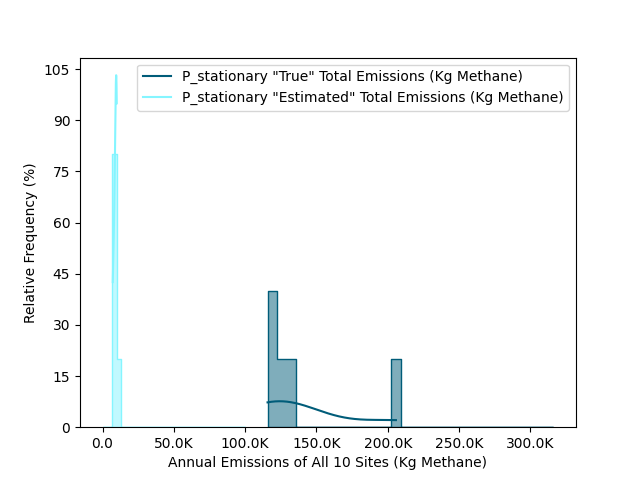 P_stationary "True" Total Emissions (Kg Methane)
P_stationary "Estimated" Total Emissions (Kg Methane)
105
90
75
60
45
30
15
0
Relative Frequency (%)
0.0 50.0K 100.0K 150.0K 200.0K 250.0K 300.0K
Annual Emissions of All 10 Sites (Kg Methane)